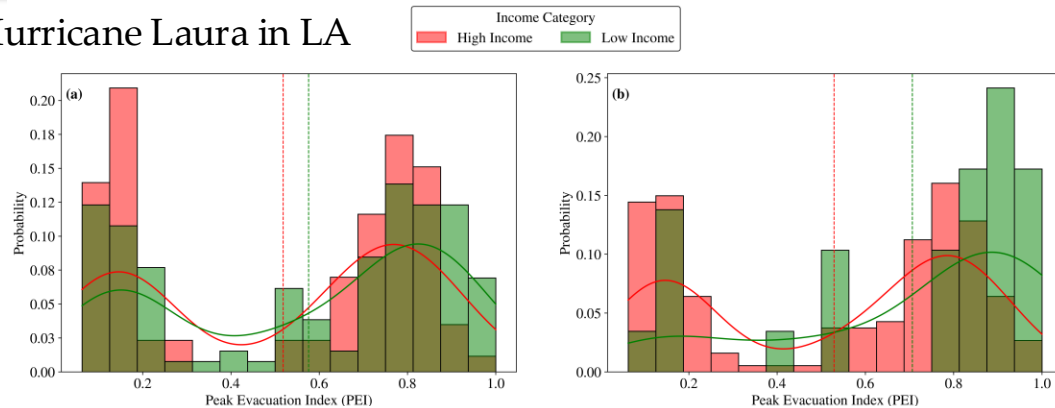 Hurricane Laura in LA
Income Category
High Income
Low Income
(a)
0.20
0.18
0.15
0.13
0.10
0.08
0.05
0.03
0.00
Probability
0.2
0.4
0.6
0.8
1.0
Peak Evacuation Index (PEI)
(b)
0.25
0.20
0.15
0.10
0.05
0.00
Probability
0.2
0.4
0.6
0.8
1.0
Peak Evacuation Index (PEI)